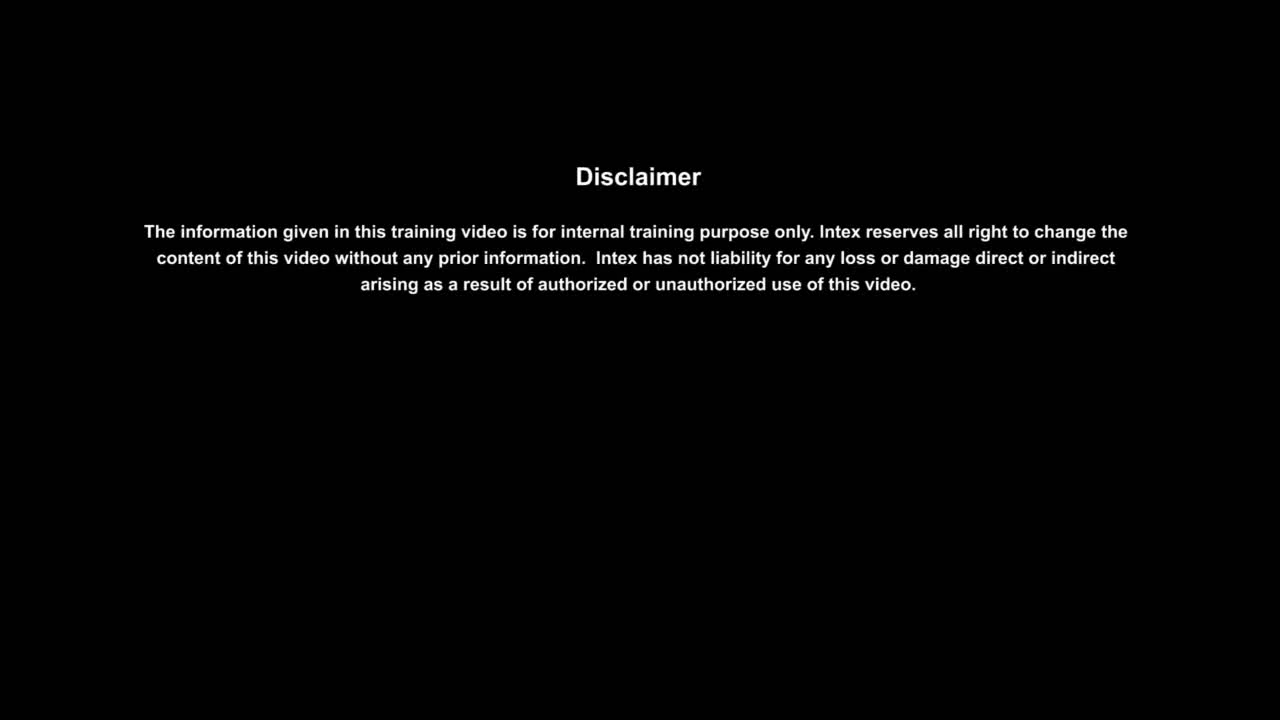 Disclaimer
The information given in this training video is for internal training purpose only. Intex reserves all right to change the
content of this video without any prior information.  Intex has not liability for any loss or damage direct or indirect
arising as a result of authorized or unauthorized use of this video.